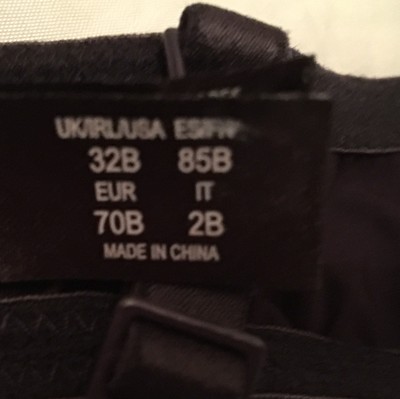 UK/IRL/USA ES/FR
32B 85B
EUR IT
70B 2B
MADE IN CHINA